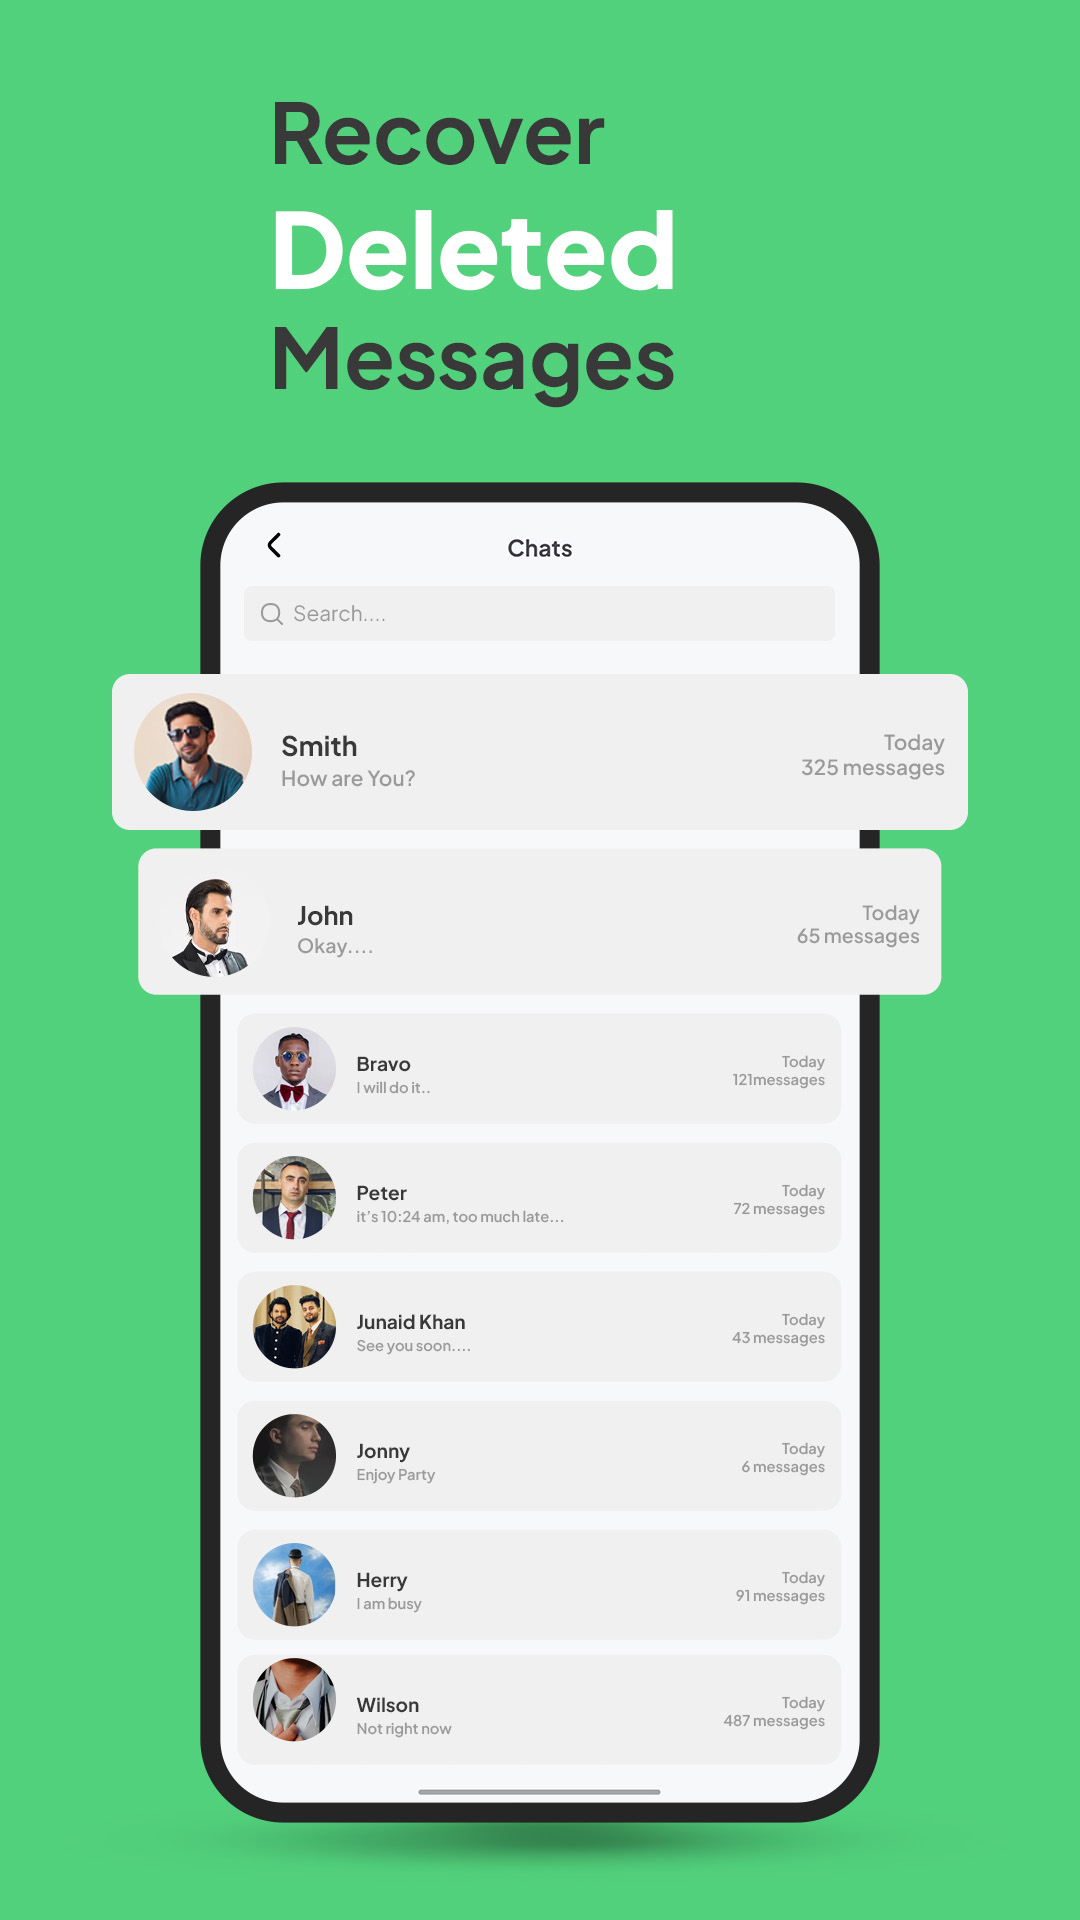 Recover
Deleted
Messages
Chats
Search....
Smith
How are You?
Today
325 messages
John
Okay....
Today
65 messages
Bravo
I will do it..
Today
121messages
Peter
it's 10:24 am, too much late...
Today
72 messages
Junaid Khan
See you soon....
Today
43 messages
Jonny
Enjoy Party
Today
6 messages
Herry
I am busy
Today
91 messages
Wilson
Not right now
Today
487 messages